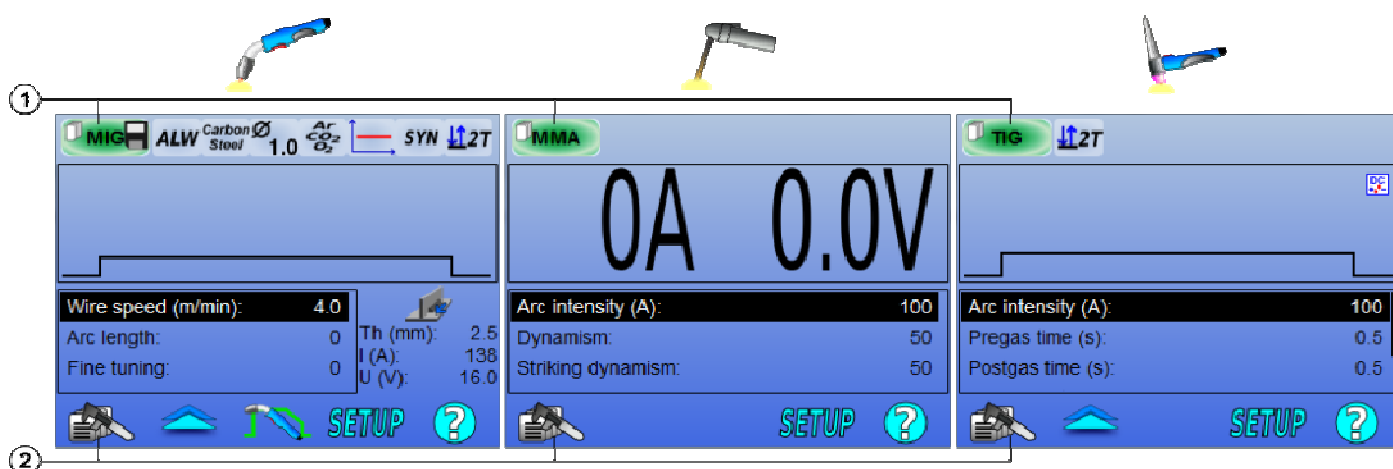 1
MIG ALW Carbon Steel Ø 1.0 Ar CO2 O2 SYN 2T
MMA
TIG 2T
0A 0.0V
DC
Wire speed (m/min): 4.0
Arc length: 0
Fine tuning: 0
Th (mm): 2.5
I (A): 138
U (V): 16.0
SETUP ?
Arc intensity (A): 100
Dynamism: 50
Striking dynamism: 50
SETUP ?
Arc intensity (A): 100
Pregas time (s): 0.5
Postgas time (s): 0.5
SETUP ?
2